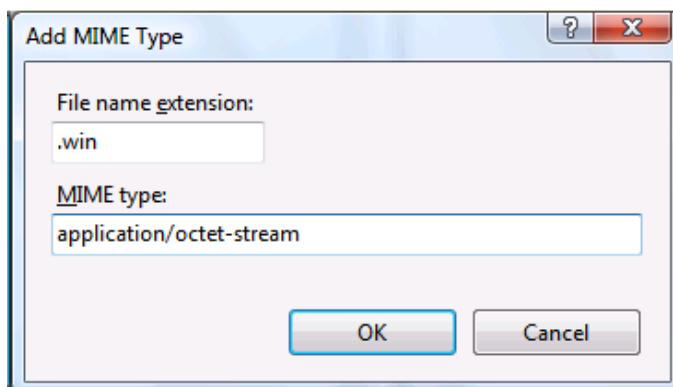 Add MIME Type
File name extension:
.win
MIME type:
application/octet-stream
OK Cancel